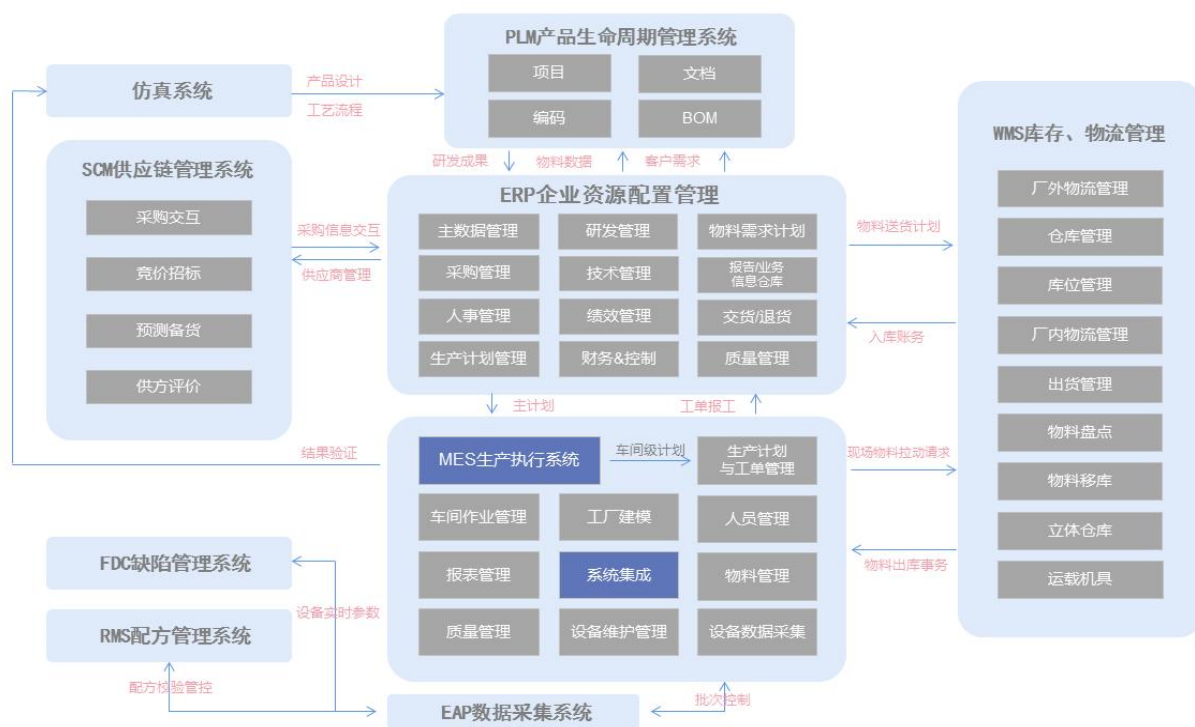 PLM产品生命周期管理系统
项目
文档
编码
BOM
仿真系统
产品设计
工艺流程
研发成果
物料数据
客户需求
SCM供应链管理系统
采购交互
竞价招标
预测备货
供方评价
采购信息交互
供应商管理
ERP企业资源配置管理
主数据管理
研发管理
物料需求计划
采购管理
技术管理
报告/业务
信息仓库
人事管理
绩效管理
交货/退货
生产计划管理
财务&控制
质量管理
物料送货计划
入库账务
WMS库存、物流管理
厂外物流管理
仓库管理
库位管理
厂内物流管理
出货管理
物料盘点
物料移库
立体仓库
运载机具
主计划
工单报工
结果验证
MES生产执行系统
车间级计划
生产计划
与工单管理
车间作业管理
工厂建模
人员管理
报表管理
系统集成
物料管理
质量管理
设备维护管理
设备数据采集
现场物料拉动请求
物料出库事务
FDC缺陷管理系统
设备实时参数
RMS配方管理系统
配方校验管控
批次控制
EAP数据采集系统